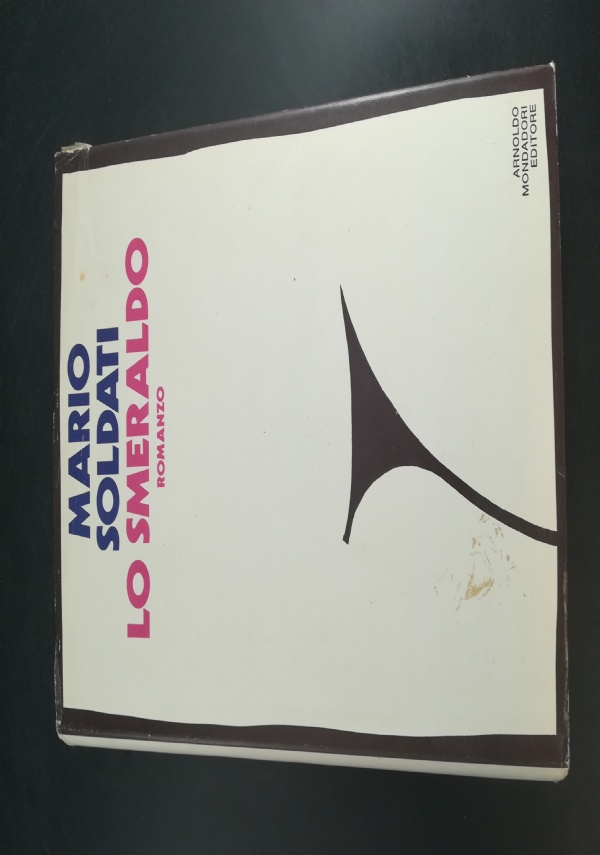 MARIO
SOLDATI
LO SMERALDO
ROMANZO
ARNOLDO
MONDADORI
EDITORE